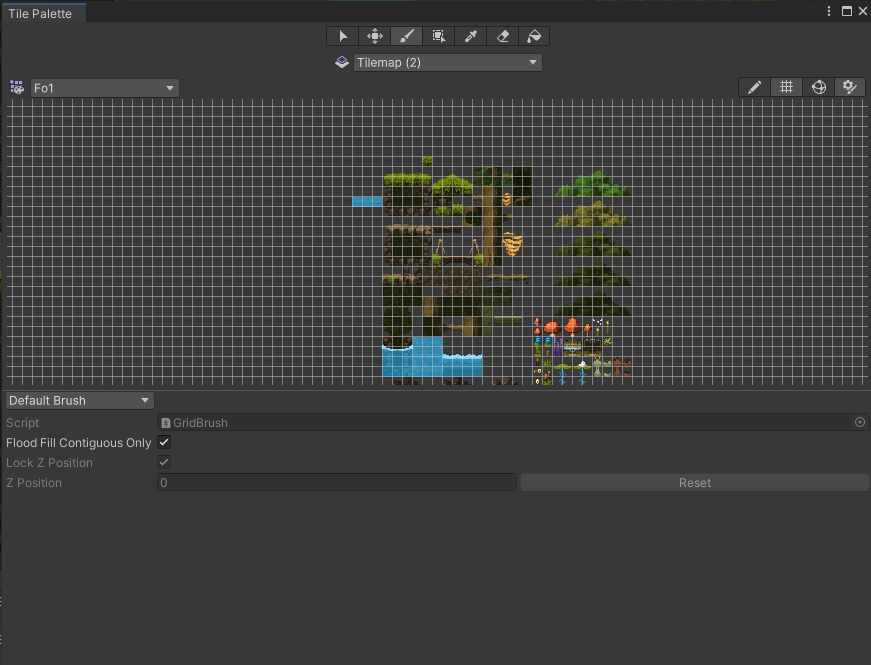 Tile Palette
Tilemap (2)
Fo1
Default Brush
Script
GridBrush
Flood Fill Contiguous Only
Lock Z Position
Z Position
0
Reset